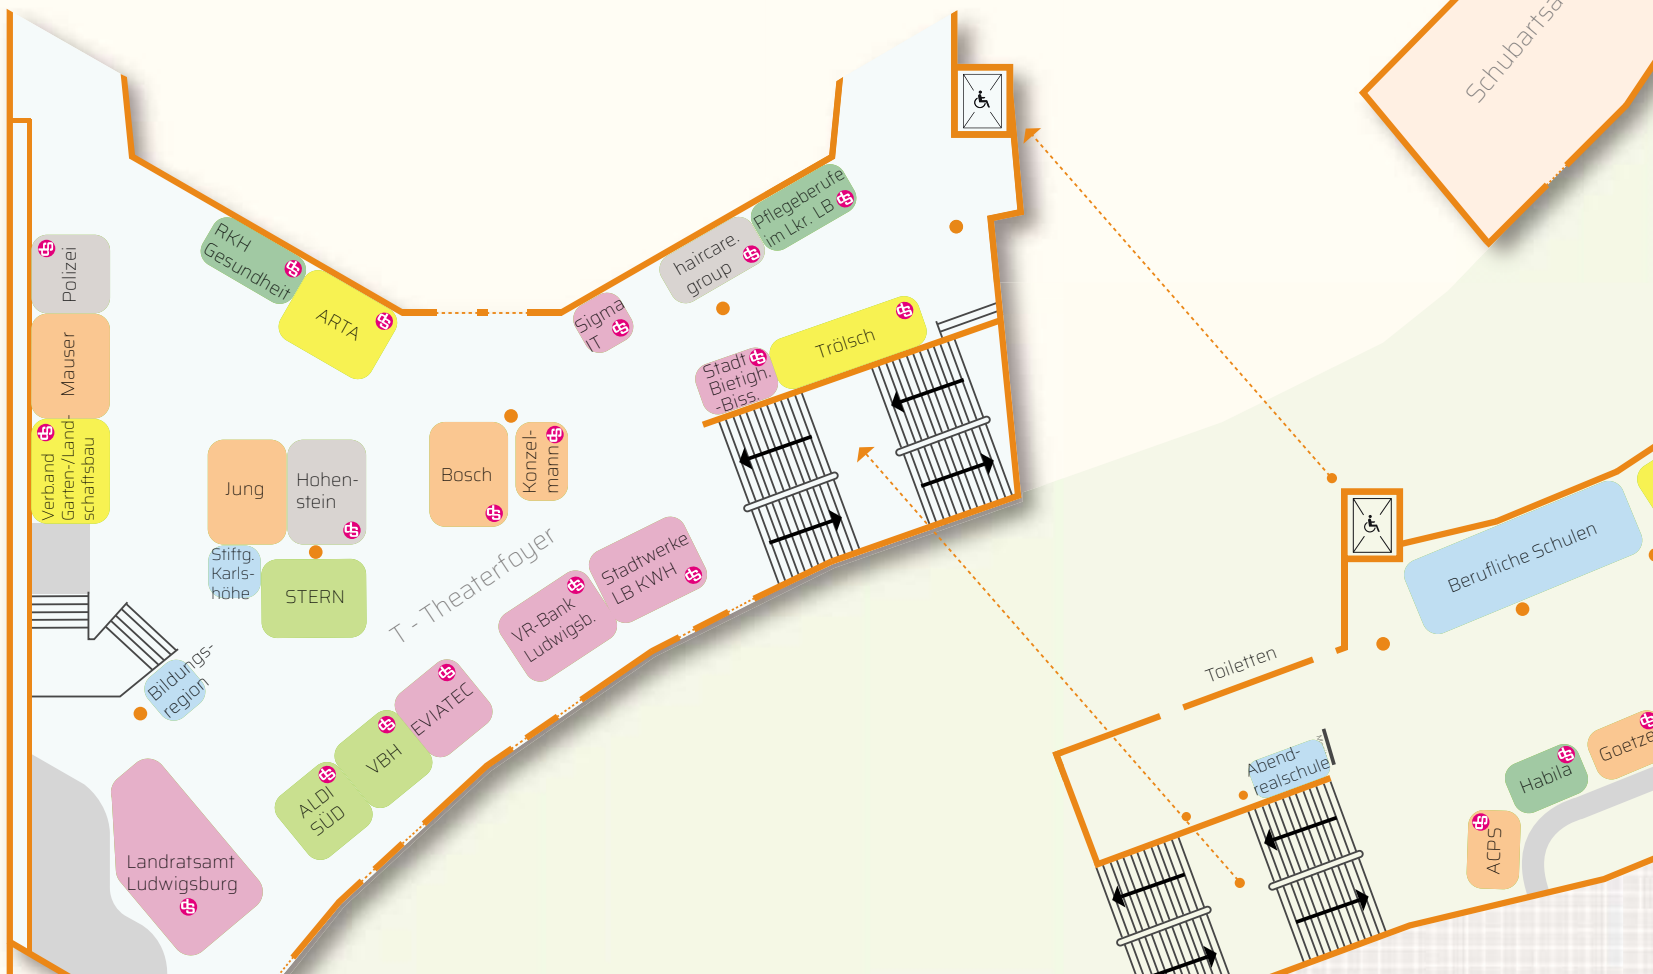 Schubartsa
Polizei
Mauser
Verband
Garten-/Land-
schaftsbau
RKH
Gesundheit
ARTA
Sigma
IT
haircare.
group
Pflegeberufe
im Lkr. LB
Stadt
Bietigh.
-Biss.
Trölsch
Jung
Hohen-
stein
Bosch
Konzel-
mann
Stiftg.
Karls-
höhe
STERN
T - Theaterfoyer
Bildungs-
region
VR-Bank
Ludwigsb.
Stadtwerke
LB KWH
EVIATEC
VBH
ALDI
SÜD
Landratsamt
Ludwigsburg
Berufliche Schulen
Toiletten
Abend-
realschule
Habila
Goetze
ACPS